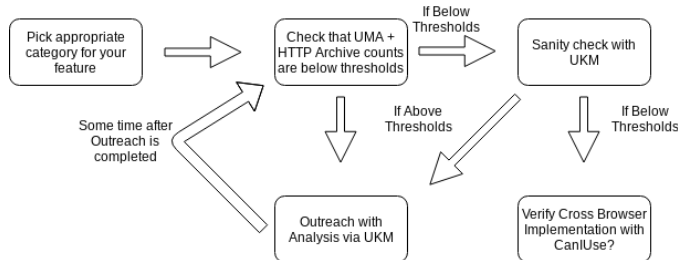 Pick appropriate
category for your
feature
Check that UMA +
HTTP Archive counts
are below thresholds
If Below
Thresholds
Sanity check with
UKM
Some time after
Outreach is
completed
If Above
Thresholds
If Below
Thresholds
Outreach with
Analysis via UKM
Verify Cross Browser
Implementation with
CanIUse?